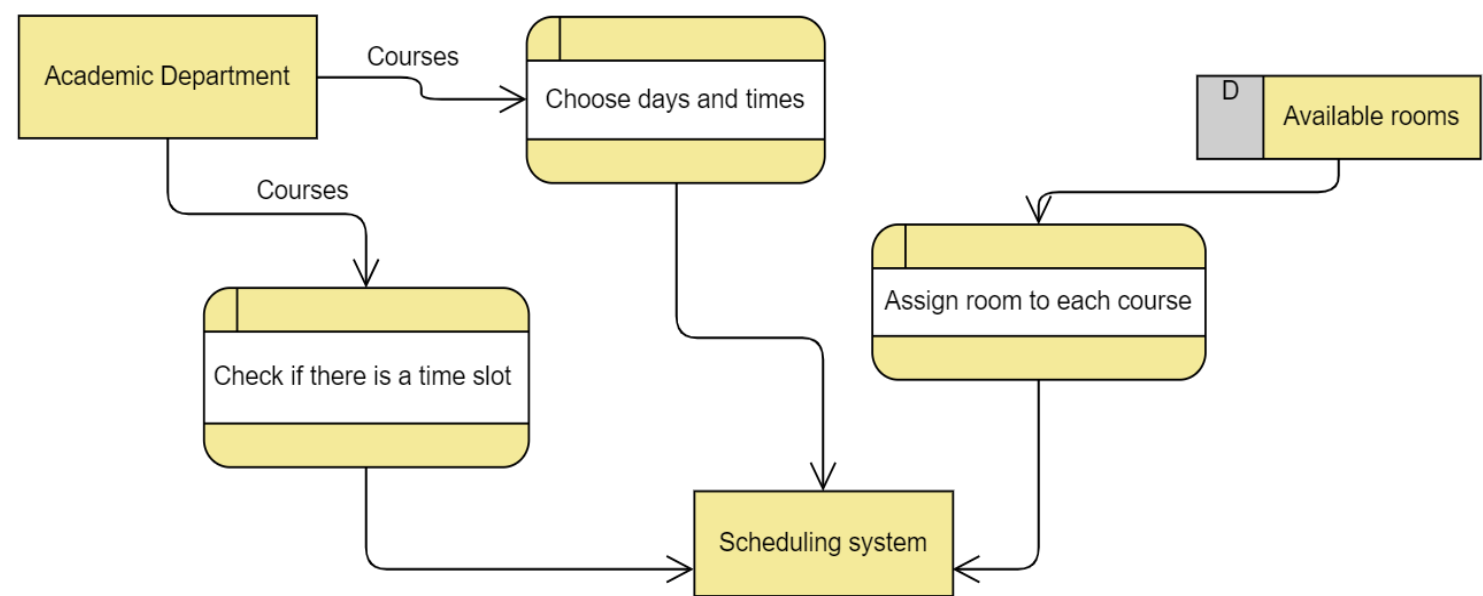 Academic Department
Courses
Choose days and times
D
Available rooms
Courses
Assign room to each course
Check if there is a time slot
Scheduling system